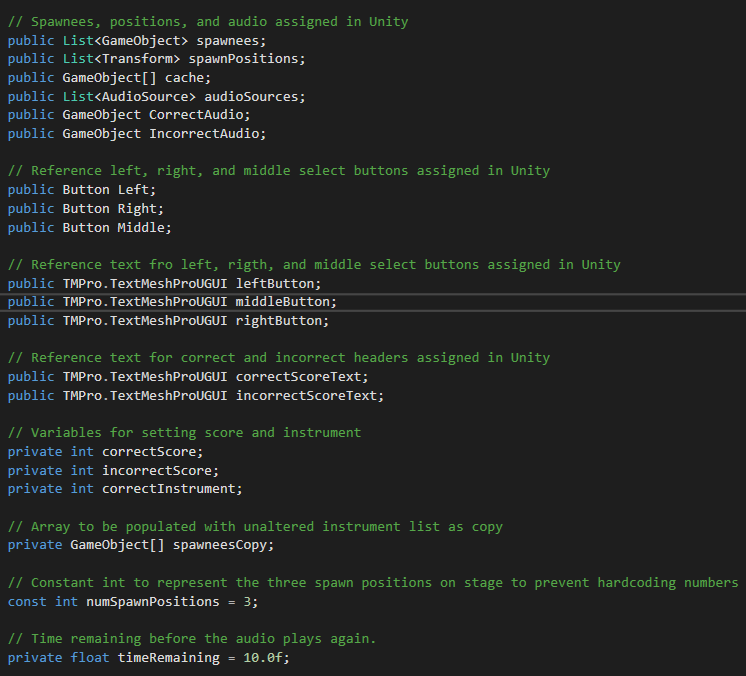 // Spawnees, positions, and audio assigned in Unity
public List<GameObject> spawnees;
public List<Transform> spawnPositions;
public GameObject[] cache;
public List<AudioSource> audioSources;
public GameObject CorrectAudio;
public GameObject IncorrectAudio;
// Reference left, right, and middle select buttons assigned in Unity
public Button Left;
public Button Right;
public Button Middle;
// Reference text fro left, rigth, and middle select buttons assigned in Unity
public TMPro.TextMeshProUGUI leftButton;
public TMPro.TextMeshProUGUI middleButton;
public TMPro.TextMeshProUGUI rightButton;
// Reference text for correct and incorrect headers assigned in Unity
public TMPro.TextMeshProUGUI correctScoreText;
public TMPro.TextMeshProUGUI incorrectScoreText;
// Variables for setting score and instrument
private int correctScore;
private int incorrectScore;
private int correctInstrument;
// Array to be populated with unaltered instrument list as copy
private GameObject[] spawneesCopy;
// Constant int to represent the three spawn positions on stage to prevent hardcoding numbers
const int numSpawnPositions = 3;
// Time remaining before the audio plays again.
private float timeRemaining = 10.0f;